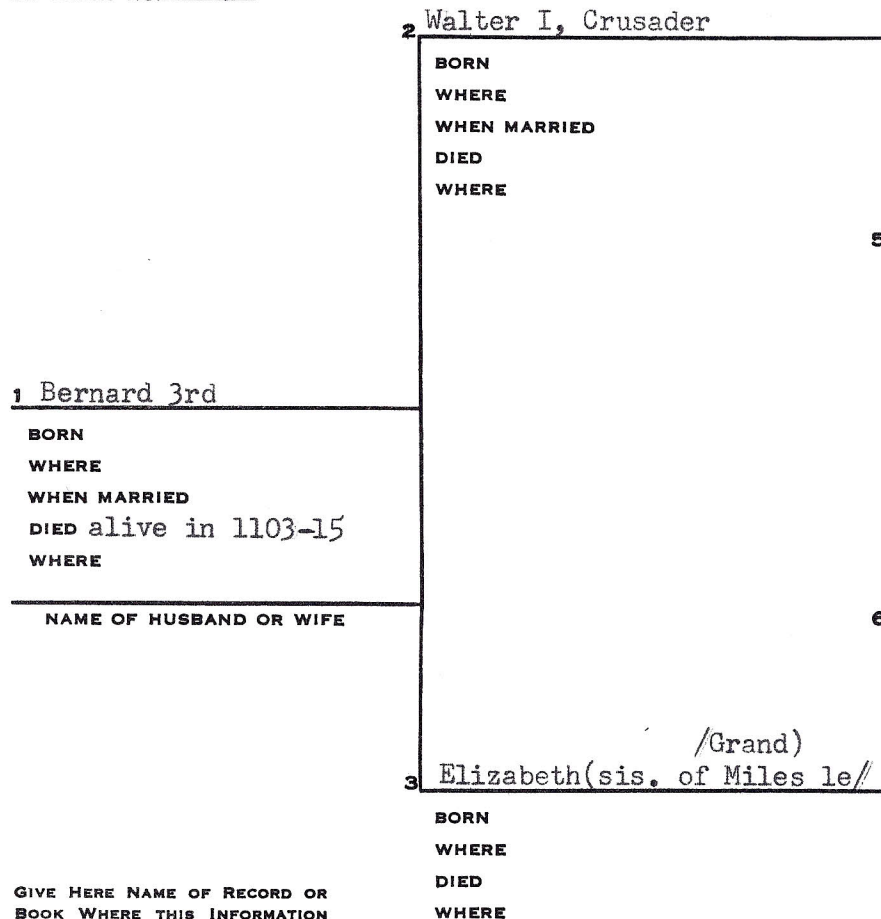 2 Walter I, Crusader
BORN
WHERE
WHEN MARRIED
DIED
WHERE
5
1 Bernard 3rd
BORN
WHERE
WHEN MARRIED
DIED alive in 1103-15
WHERE
NAME OF HUSBAND OR WIFE
6
/Grand)
3 Elizabeth(sis. of Miles le/
BORN
WHERE
DIED
WHERE
GIVE HERE NAME OF RECORD OR
BOOK WHERE THIS INFORMATION